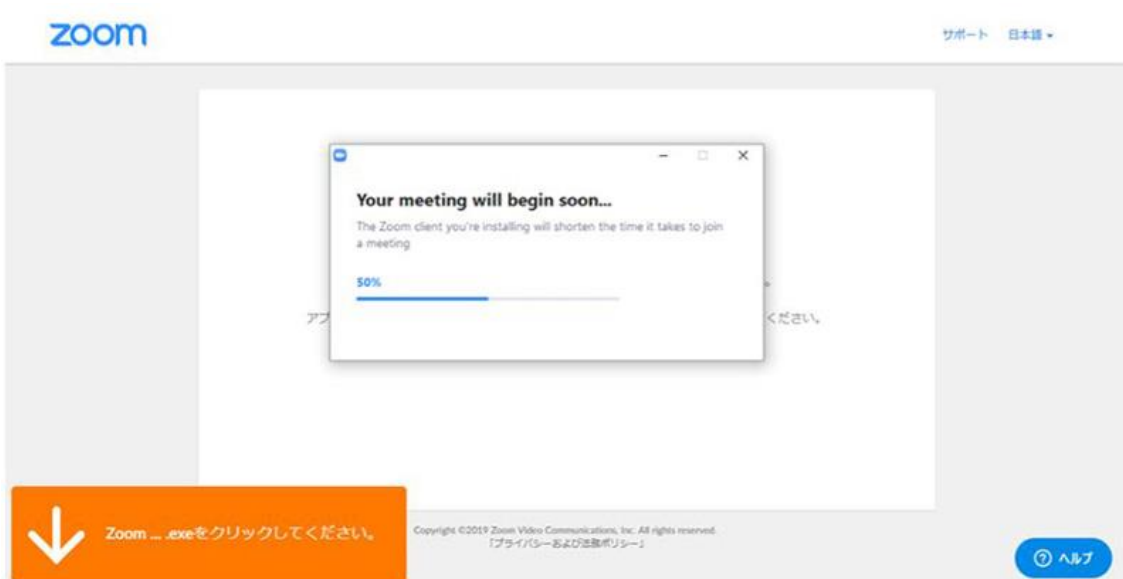 zoom
サポート 日本語
Your meeting will begin soon...
The Zoom client you're installing will shorten the time it takes to join
a meeting
50%
。
アプ
ください。
Zoom ... .exeをクリックしてください。
Copyright ©2019 Zoom Video Communications, Inc. All rights reserved.
「プライバシーおよび法務ポリシー」
ヘルプ